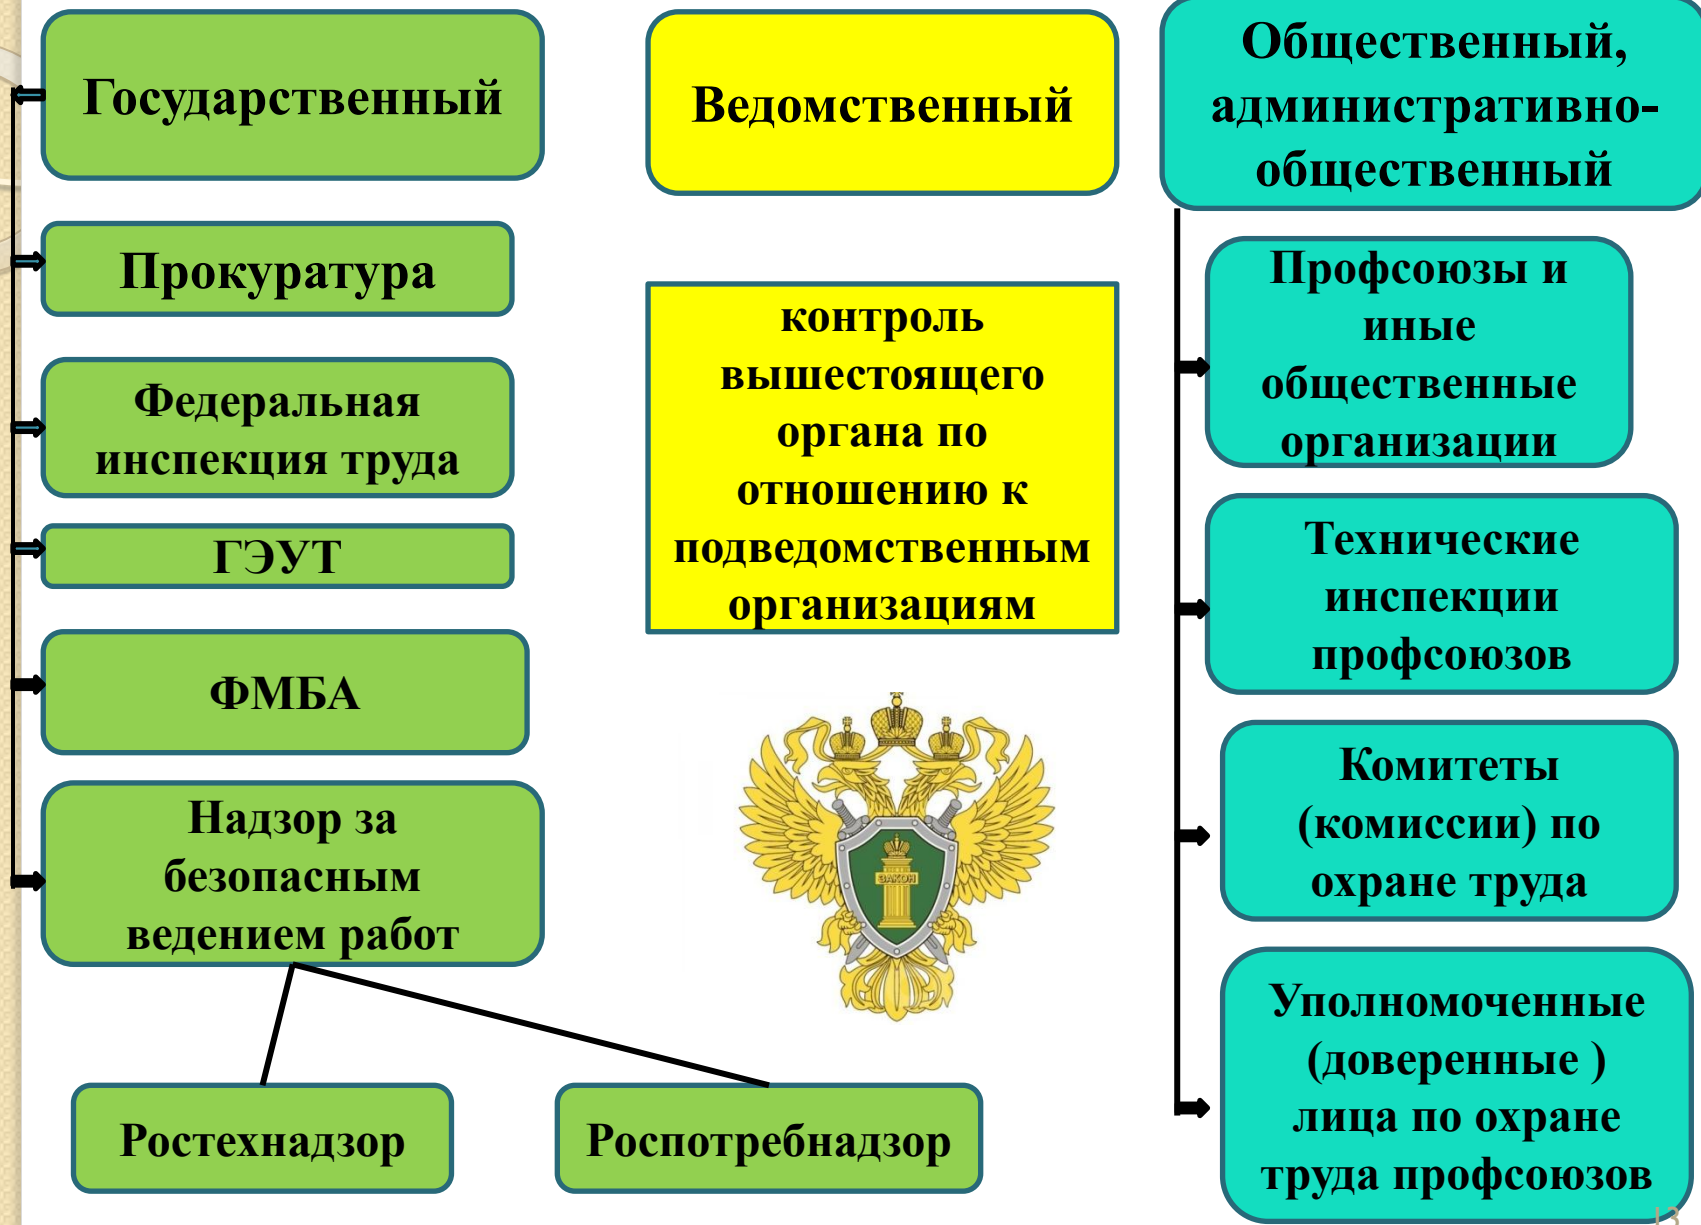 Государственный
Прокуратура
Федеральная
инспекция труда
ГЭУТ
ФМБА
Надзор за
безопасным
ведением работ
Ростехнадзор
Роспотребнадзор
Ведомственный
контроль
вышестоящего
органа по
отношению к
подведомственным
организациям
ЗАКОН
Общественный,
административно-
общественный
Профсоюзы и
иные
общественные
организации
Технические
инспекции
профсоюзов
Комитеты
(комиссии) по
охране труда
Уполномоченные
(доверенные )
лица по охране
труда профсоюзов
13